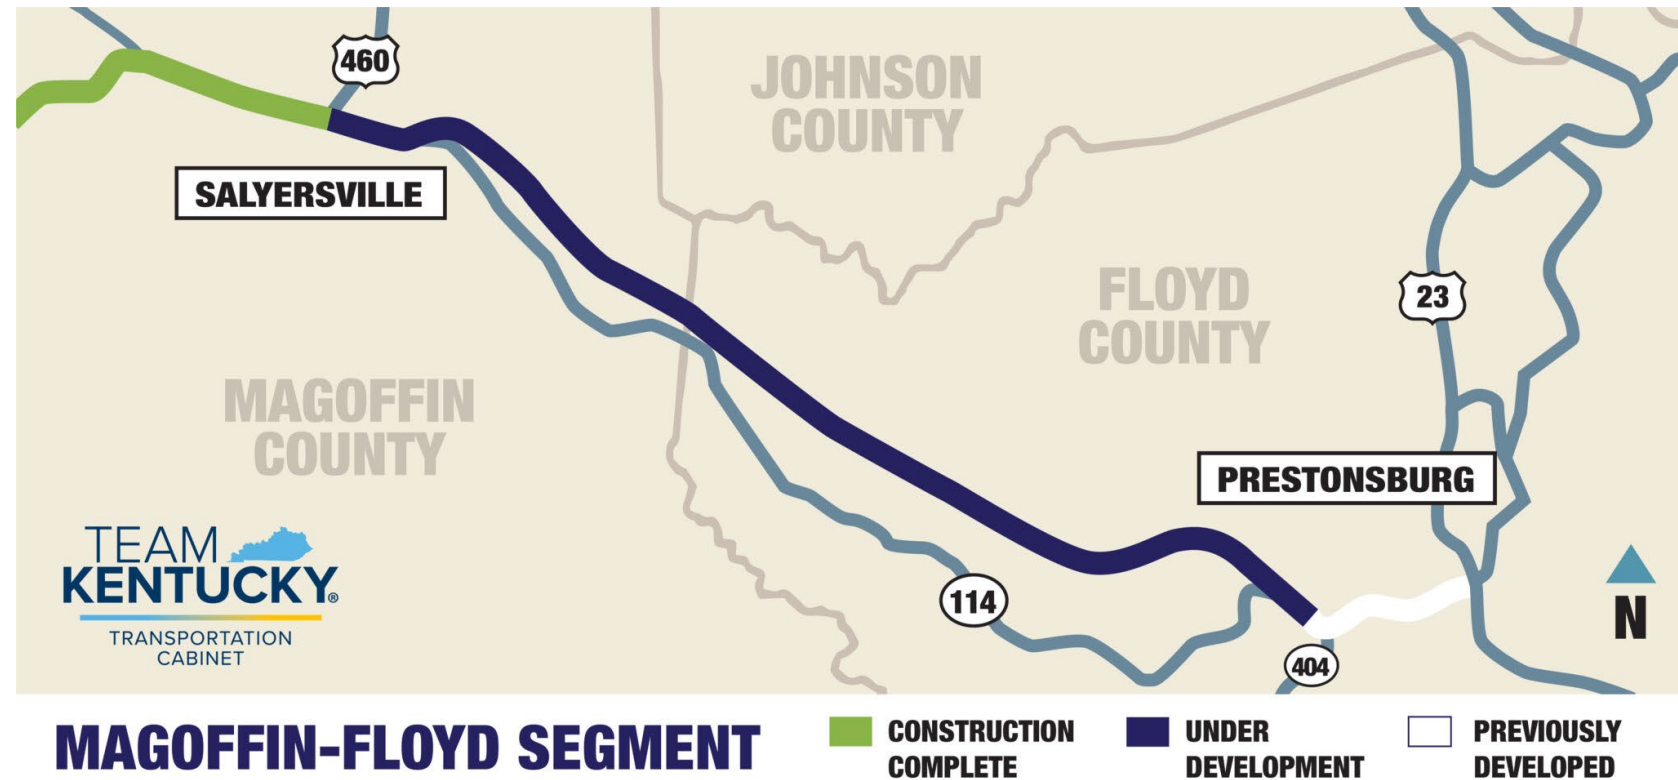 460
JOHNSON
COUNTY
SALYERSVILLE
FLOYD
COUNTY
23
MAGOFFIN
COUNTY
PRESTONSBURG
TEAM
KENTUCKY®
TRANSPORTATION
CABINET
114
404
N
MAGOFFIN-FLOYD SEGMENT
CONSTRUCTION
COMPLETE
UNDER
DEVELOPMENT
PREVIOUSLY
DEVELOPED